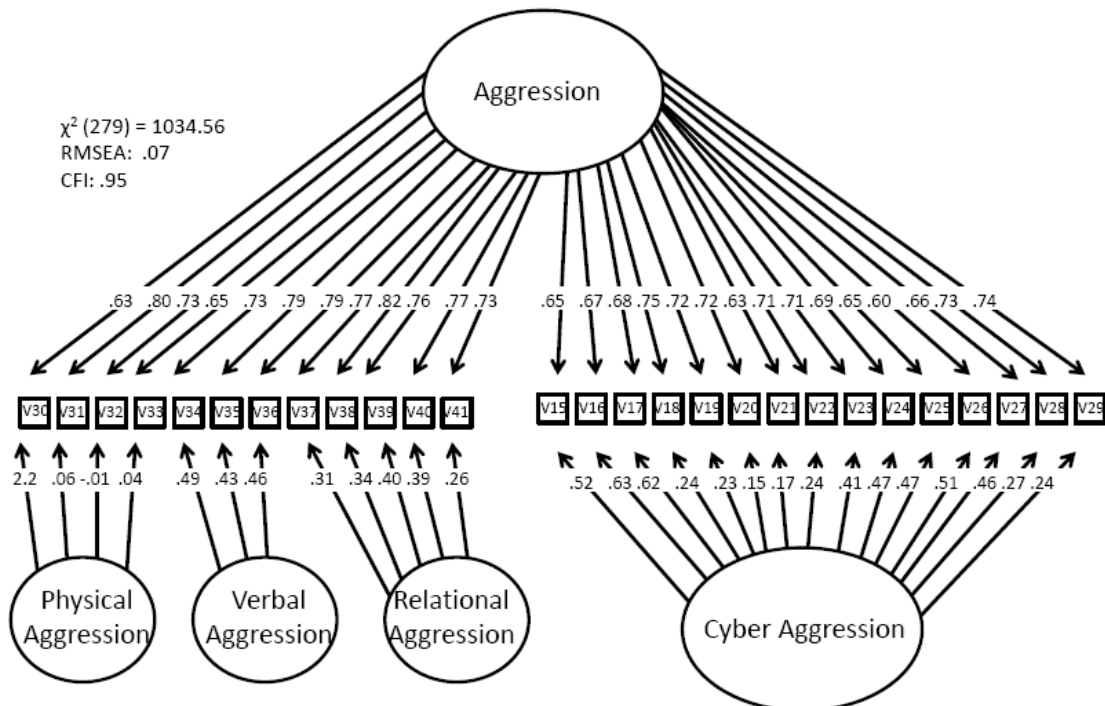 Aggression
χ² (279) = 1034.56
RMSEA: .07
CFI: .95
.63 .80 .73 .65 .73 .79 .79 .77 .82 .76 .77 .73 .65 .67 .68 .75 .72 .72 .63 .71 .71 .69 .65 .60 .66 .73 .74
V30 V31 V32 V33 V34 V35 V36 V37 V38 V39 V40 V41 V15 V16 V17 V18 V19 V20 V21 V22 V23 V24 V25 V26 V27 V28 V29
2.2 .06 -.01 .04 .49 .43 .46 .31 .34 .40 .39 .26 .52 .63 .62 .24 .23 .15 .17 .24 .41 .47 .47 .51 .46 .27 .24
Physical
Aggression
Verbal
Aggression
Relational
Aggression
Cyber Aggression